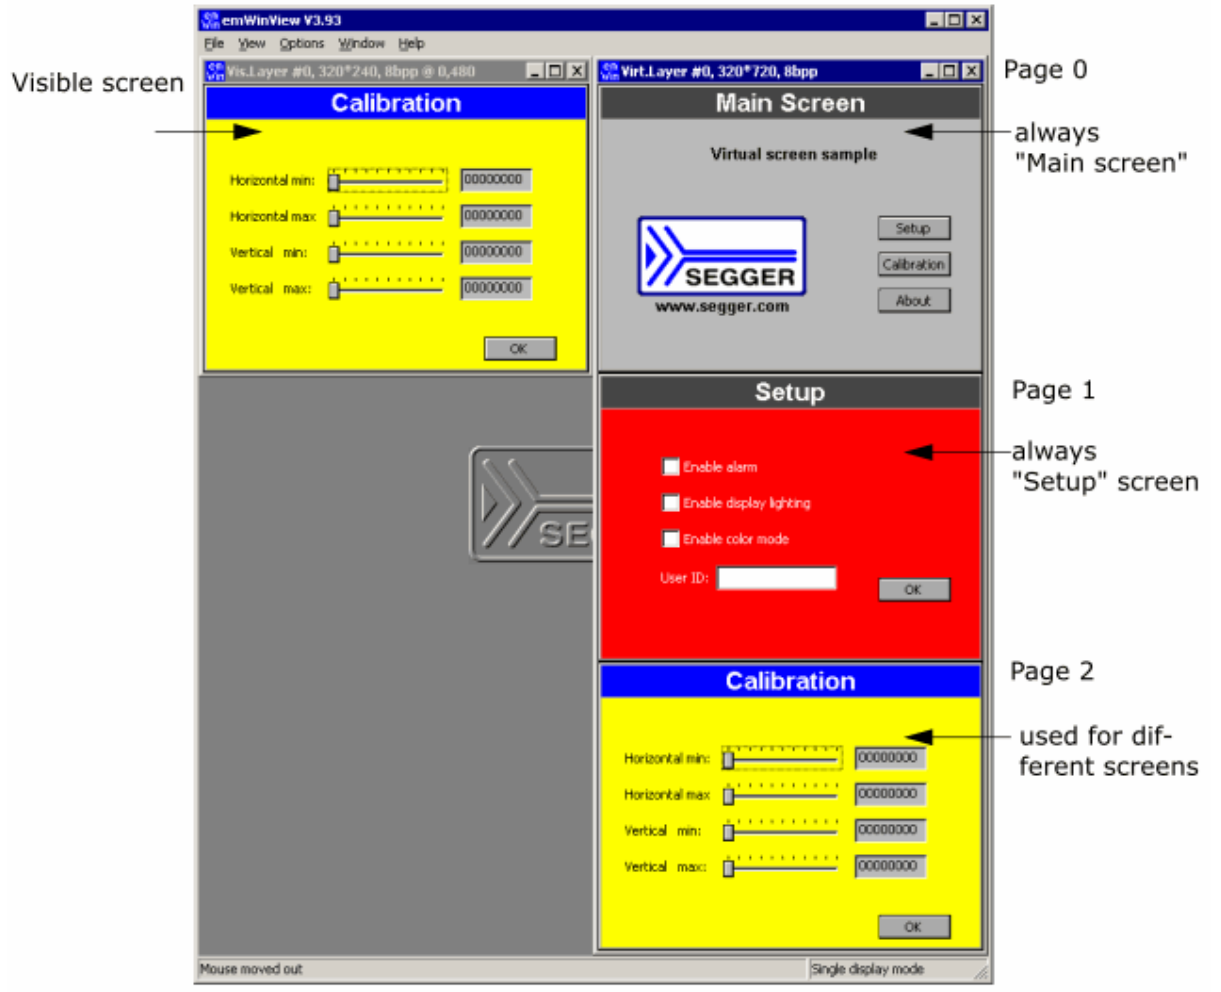 emWinView V3.93
File View Options Window Help
Visible screen
Vis.Layer #0, 320*240, 8bpp @ 0,480
Calibration
Horizontal min: 00000000
Horizontal max 00000000
Vertical min: 00000000
Vertical max: 00000000
OK
SE
Virt.Layer #0, 320*720, 8bpp
Main Screen
Virtual screen sample
SEGGER
www.segger.com
Setup
Calibration
About
Page 0
always
"Main screen"
Setup
Enable alarm
Enable display lighting
Enable color mode
User ID:
OK
Page 1
always
"Setup" screen
Calibration
Horizontal min: 00000000
Horizontal max 00000000
Vertical min: 00000000
Vertical max: 00000000
OK
Page 2
used for dif-
ferent screens
Mouse moved out
Single display mode